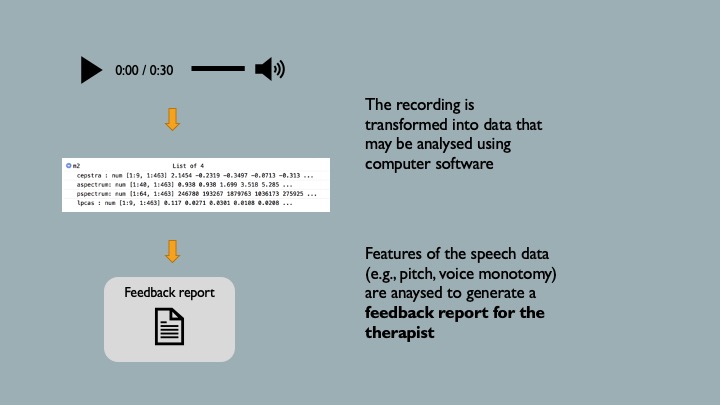 0:00 / 0:30
The recording is
transformed into data that
may be analysed using
computer software
m2 List of 4
cepstra : num [1:9, 1:463] 2.1454 -0.2319 -0.3497 -0.0713 -0.313 ...
aspectrum: num [1:40, 1:463] 0.938 0.938 1.699 3.518 5.285 ...
pspectrum: num [1:64, 1:463] 246780 193267 1879763 1036173 275925 ...
lpcas : num [1:9, 1:463] 0.117 0.0271 0.0301 0.0108 0.0208 ...
Features of the speech data
(e.g., pitch, voice monotomy)
are anaysed to generate a
feedback report for the
therapist
Feedback report